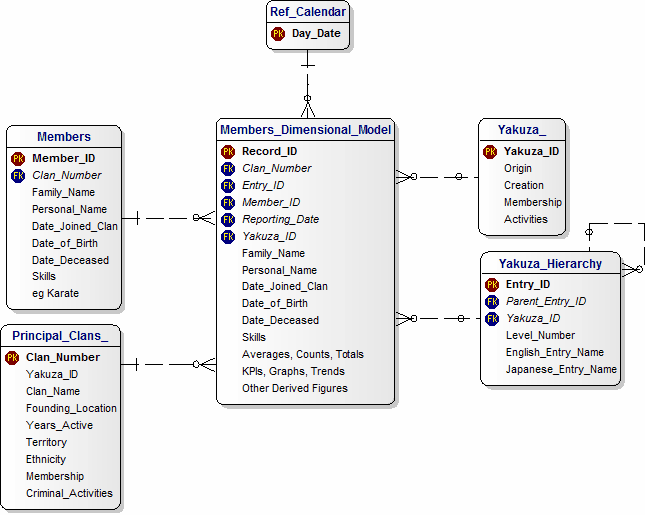 Ref_Calendar
PK Day_Date
Members
PK Member_ID
FK Clan_Number
Family_Name
Personal_Name
Date_Joined_Clan
Date_of_Birth
Date_Deceased
Skills
eg Karate
Members_Dimensional_Model
PK Record_ID
FK Clan_Number
FK Entry_ID
FK Member_ID
FK Reporting_Date
FK Yakuza_ID
Family_Name
Personal_Name
Date_Joined_Clan
Date_of_Birth
Date_Deceased
Skills
Averages, Counts, Totals
KPIs, Graphs, Trends
Other Derived Figures
Yakuza_
PK Yakuza_ID
Origin
Creation
Membership
Activities
Yakuza_Hierarchy
PK Entry_ID
FK Parent_Entry_ID
FK Yakuza_ID
Level_Number
English_Entry_Name
Japanese_Entry_Name
Principal_Clans_
PK Clan_Number
Yakuza_ID
Clan_Name
Founding_Location
Years_Active
Territory
Ethnicity
Membership
Criminal_Activities